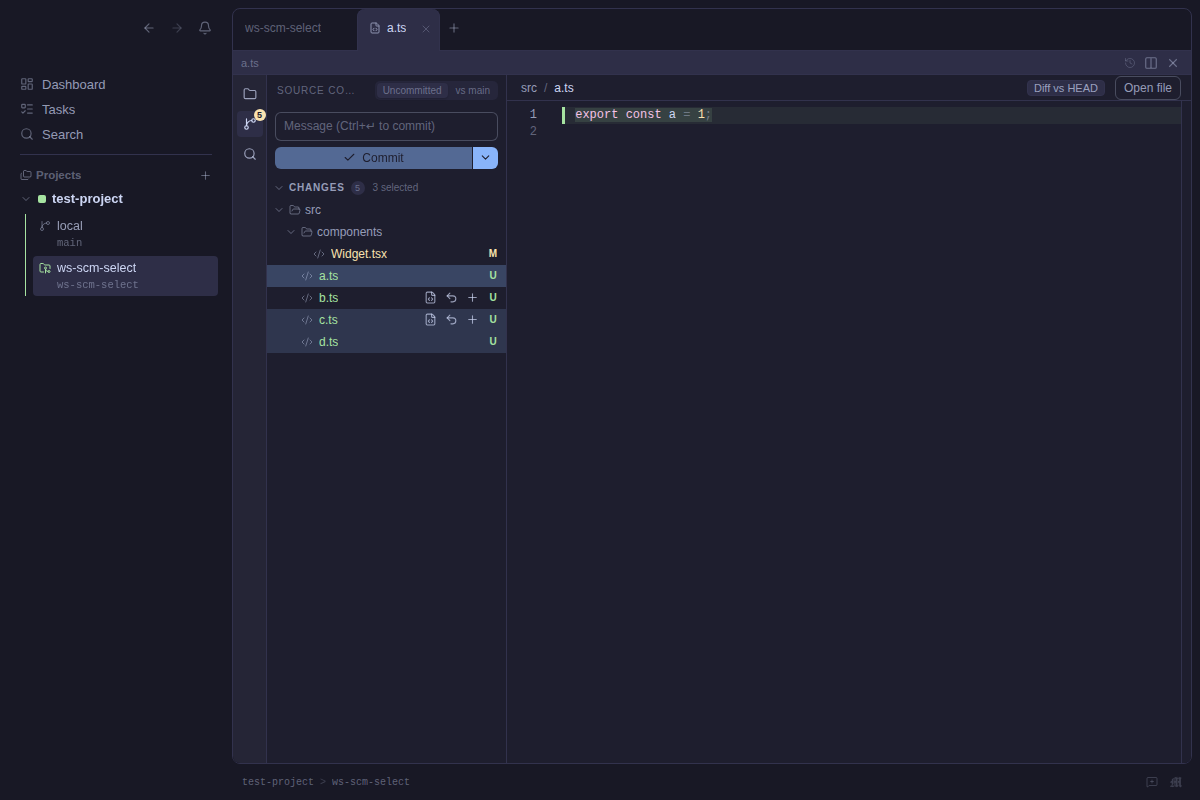 ws-scm-select
a.ts
a.ts
Dashboard
Tasks
Search
Projects
test-project
local
main
ws-scm-select
ws-scm-select
5
SOURCE CO...
Uncommitted
vs main
Message (Ctrl+↵ to commit)
Commit
CHANGES 5 3 selected
src
components
Widget.tsx M
a.ts U
b.ts U
c.ts U
d.ts U
src / a.ts
Diff vs HEAD
Open file
1 export const a = 1;
2
test-project > ws-scm-select